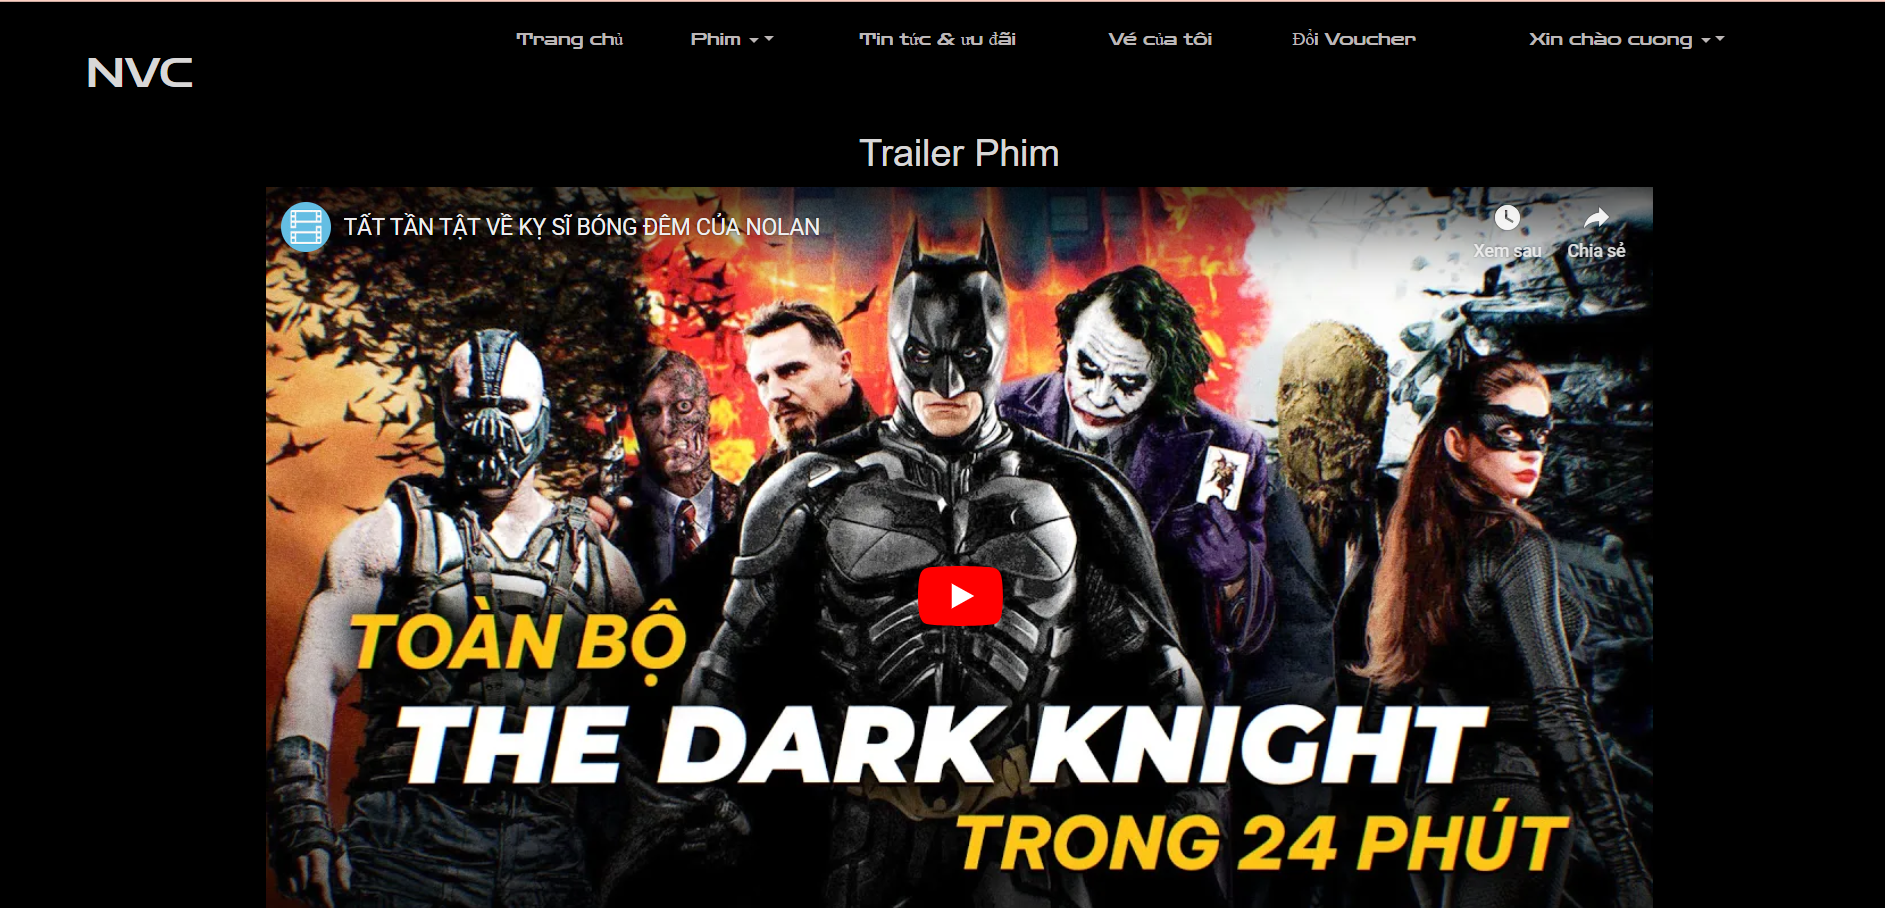 Trang chủ
Phim
Tin tức & ưu đãi
Vé của tôi
Đổi Voucher
Xin chào cuong
NVC
Trailer Phim
TẤT TẦN TẬT VỀ KỴ SĨ BÓNG ĐÊM CỦA NOLAN
Xem sau
Chia sẻ
TOÀN BỘ
THE DARK KNIGHT
TRONG 24 PHÚT